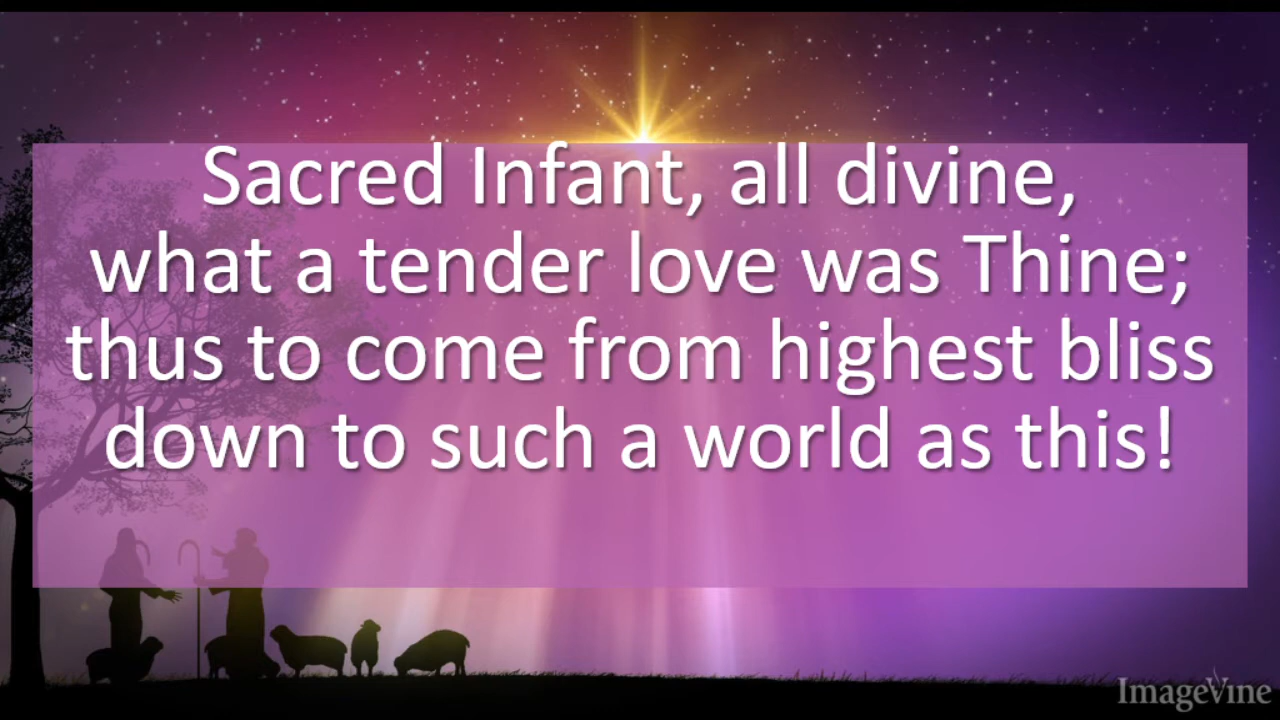 Sacred Infant, all divine,
what a tender love was Thine;
thus to come from highest bliss
down to such a world as this!
ImageVine